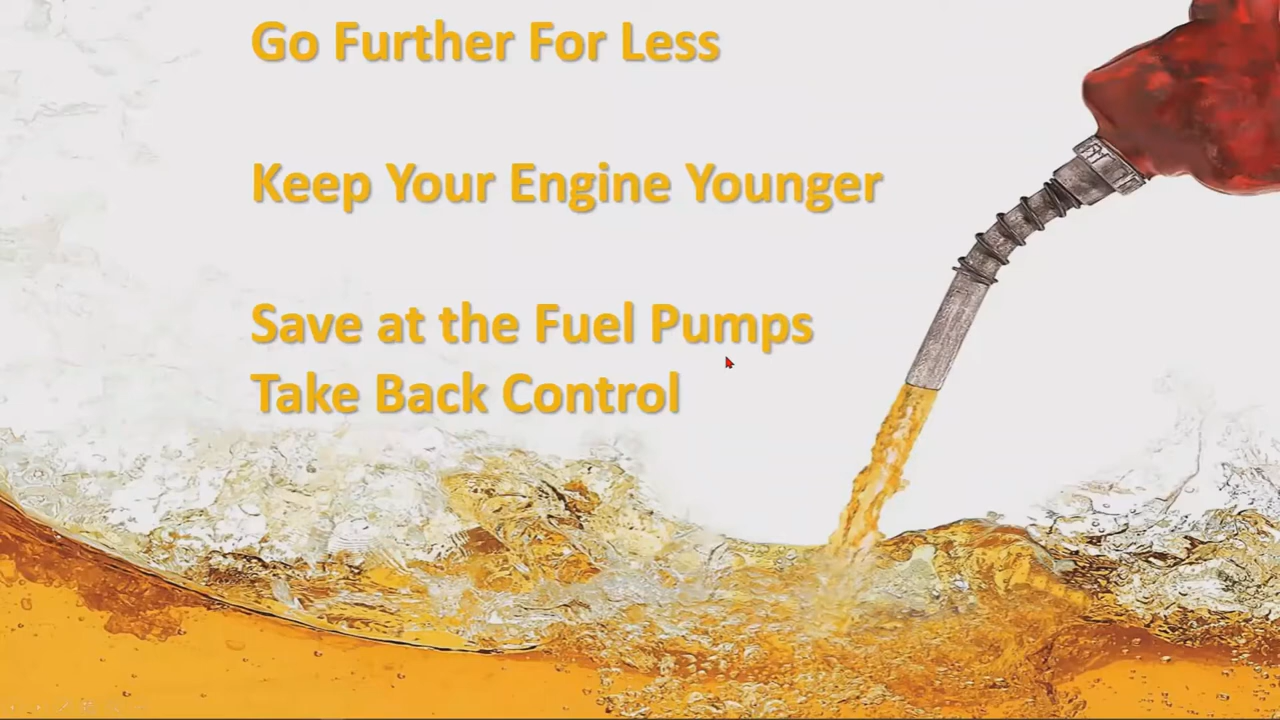 Go Further For Less
Keep Your Engine Younger
Save at the Fuel Pumps
Take Back Control